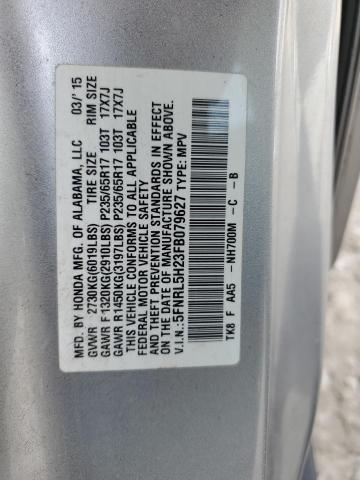 MFD. BY HONDA MFG. OF ALABAMA, LLC 03/'15
GVWR 2730KG(6019LBS) TIRE SIZE RIM SIZE
GAWR F1320KG(2910LBS) P235/65R17 103T 17X7J
GAWR R1450KG(3197LBS) P235/65R17 103T 17X7J
THIS VEHICLE CONFORMS TO ALL APPLICABLE
FEDERAL MOTOR VEHICLE SAFETY AND THEFT
PREVENTION STANDARDS IN EFFECT
ON THE DATE OF MANUFACTURE SHOWN ABOVE.
V.I.N.:5FNRL5H23FB079627 TYPE: MPV
TK8 F AA5 -NH700M -C -B